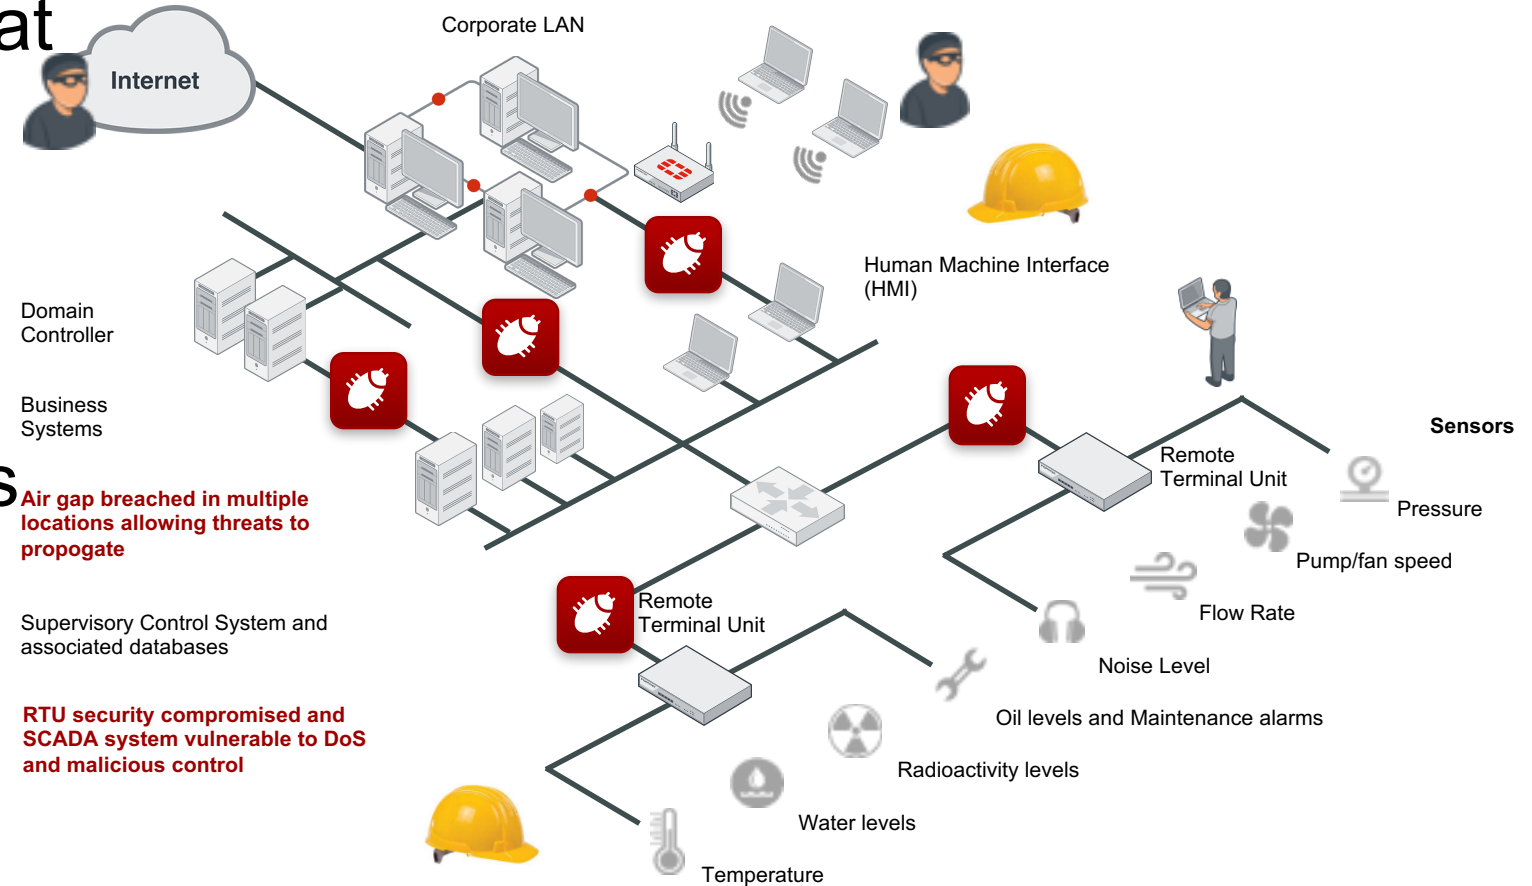 at
Corporate LAN
Internet
Human Machine Interface
(HMI)
Domain
Controller
Business
Systems
Sensors
Remote
Terminal Unit
Pressure
s
Air gap breached in multiple
locations allowing threats to
propogate
Pump/fan speed
Flow Rate
Remote
Terminal Unit
Supervisory Control System and
associated databases
Noise Level
Oil levels and Maintenance alarms
RTU security compromised and
SCADA system vulnerable to DoS
and malicious control
Radioactivity levels
Water levels
Temperature